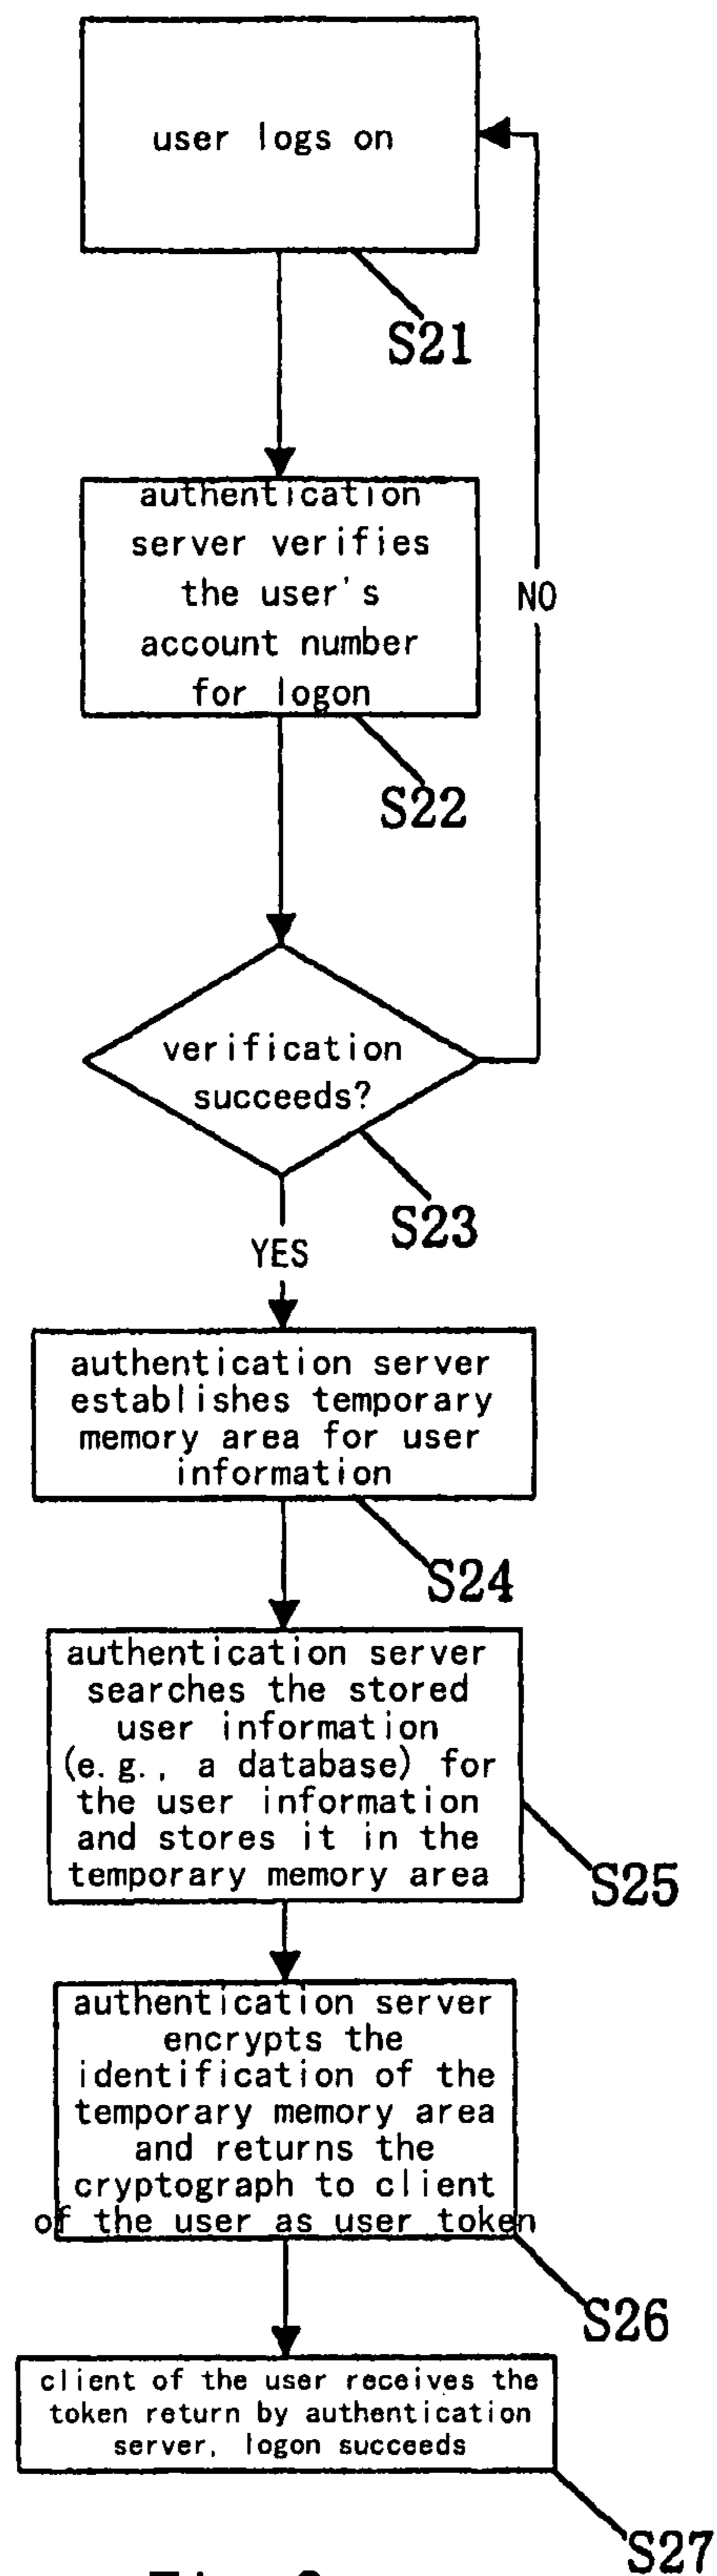 user logs on
S21
authentication
server verifies
the user's
account number
for logon
NO
S22
verification
succeeds?
S23
YES
authentication server
establishes temporary
memory area for user
information
S24
authentication server
searches the stored
user information
(e.g., a database) for
the user information
and stores it in the
temporary memory area
S25
authentication server
encrypts the
identification of the
temporary memory area
and returns the
cryptograph to client
of the user as user token
S26
client of the user receives the
token return by authentication
server, logon succeeds
S27